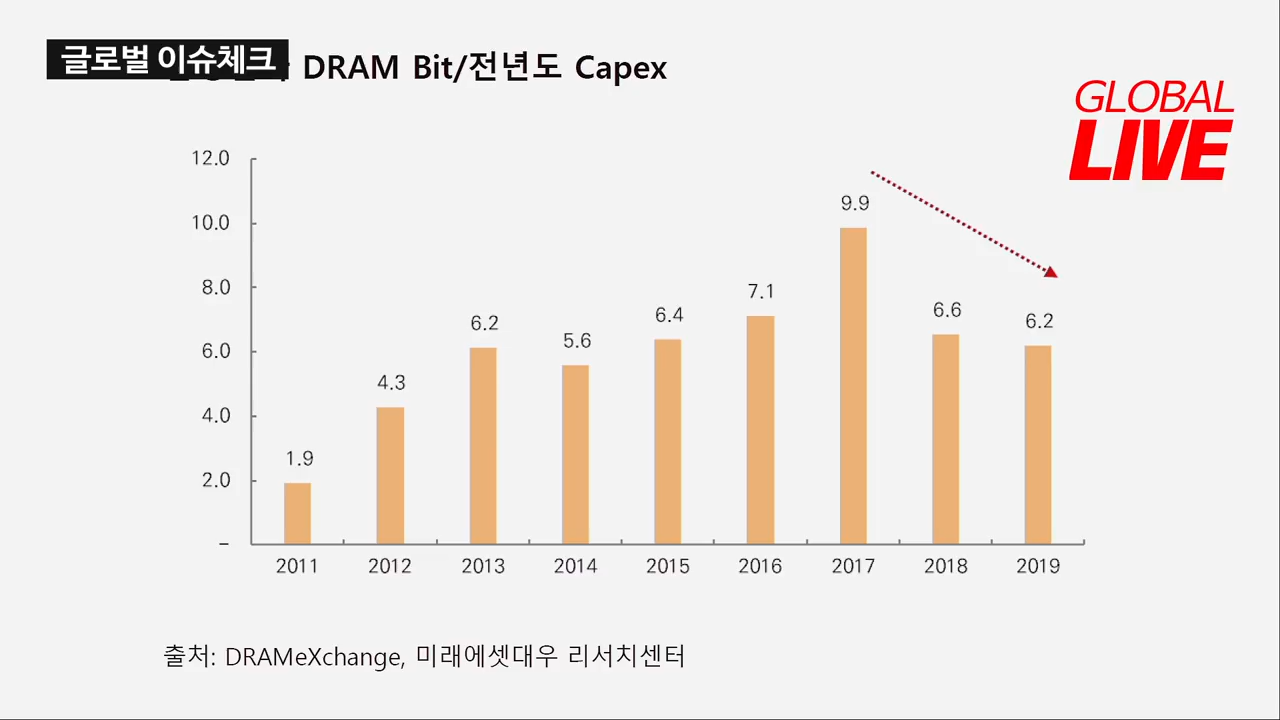 글로벌 이슈체크
DRAM Bit/전년도 Capex
GLOBAL
LIVE
12.0
10.0
8.0
6.0
4.0
2.0
–
1.9
4.3
6.2
5.6
6.4
7.1
9.9
6.6
6.2
2011 2012 2013 2014 2015 2016 2017 2018 2019
출처: DRAMeXchange, 미래에셋대우 리서치센터